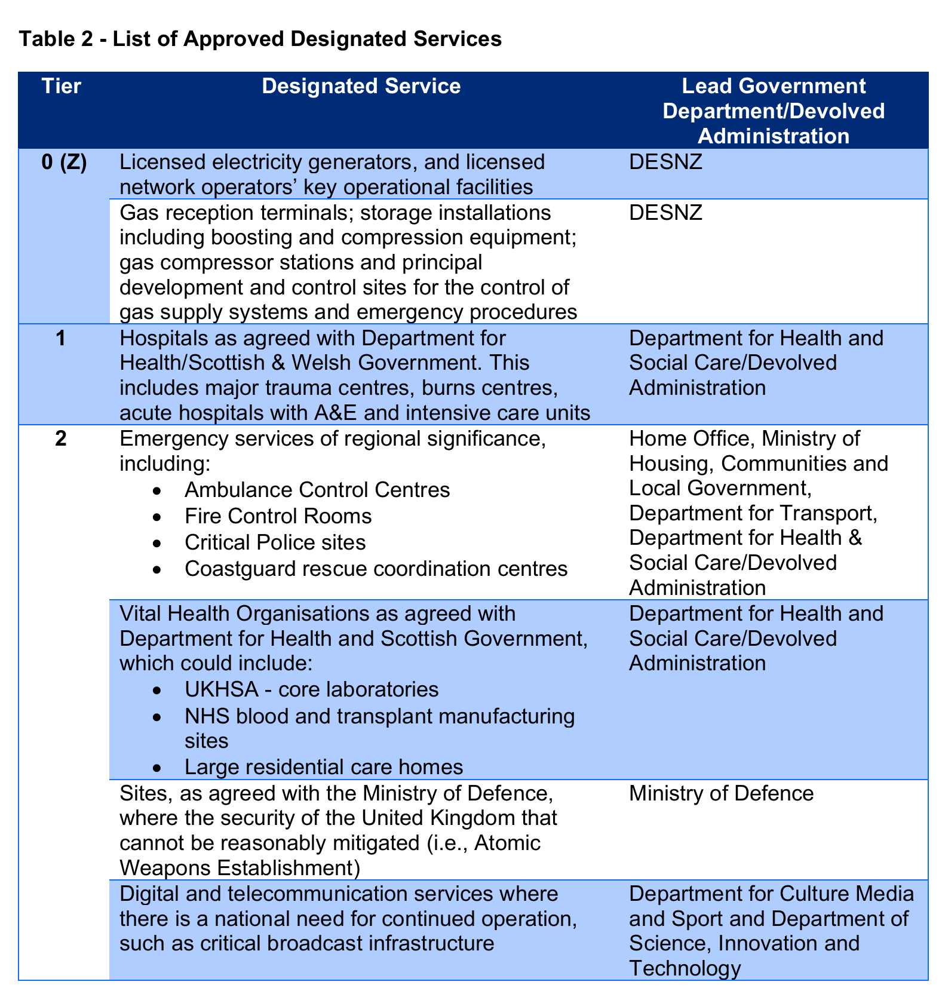 Table 2 - List of Approved Designated Services
Tier
Designated Service
Lead Government
Department/Devolved
Administration
0 (Z)
Licensed electricity generators, and licensed
network operators’ key operational facilities
DESNZ
Gas reception terminals; storage installations
including boosting and compression equipment;
gas compressor stations and principal
development and control sites for the control of
gas supply systems and emergency procedures
DESNZ
1
Hospitals as agreed with Department for
Health/Scottish & Welsh Government. This
includes major trauma centres, burns centres,
acute hospitals with A&E and intensive care units
Department for Health and
Social Care/Devolved
Administration
2
Emergency services of regional significance,
including:
• Ambulance Control Centres
• Fire Control Rooms
• Critical Police sites
• Coastguard rescue coordination centres
Home Office, Ministry of
Housing, Communities and
Local Government,
Department for Transport,
Department for Health &
Social Care/Devolved
Administration
Vital Health Organisations as agreed with
Department for Health and Scottish Government,
which could include:
• UKHSA - core laboratories
• NHS blood and transplant manufacturing
sites
• Large residential care homes
Department for Health and
Social Care/Devolved
Administration
Sites, as agreed with the Ministry of Defence,
where the security of the United Kingdom that
cannot be reasonably mitigated (i.e., Atomic
Weapons Establishment)
Ministry of Defence
Digital and telecommunication services where
there is a national need for continued operation,
such as critical broadcast infrastructure
Department for Culture Media
and Sport and Department of
Science, Innovation and
Technology